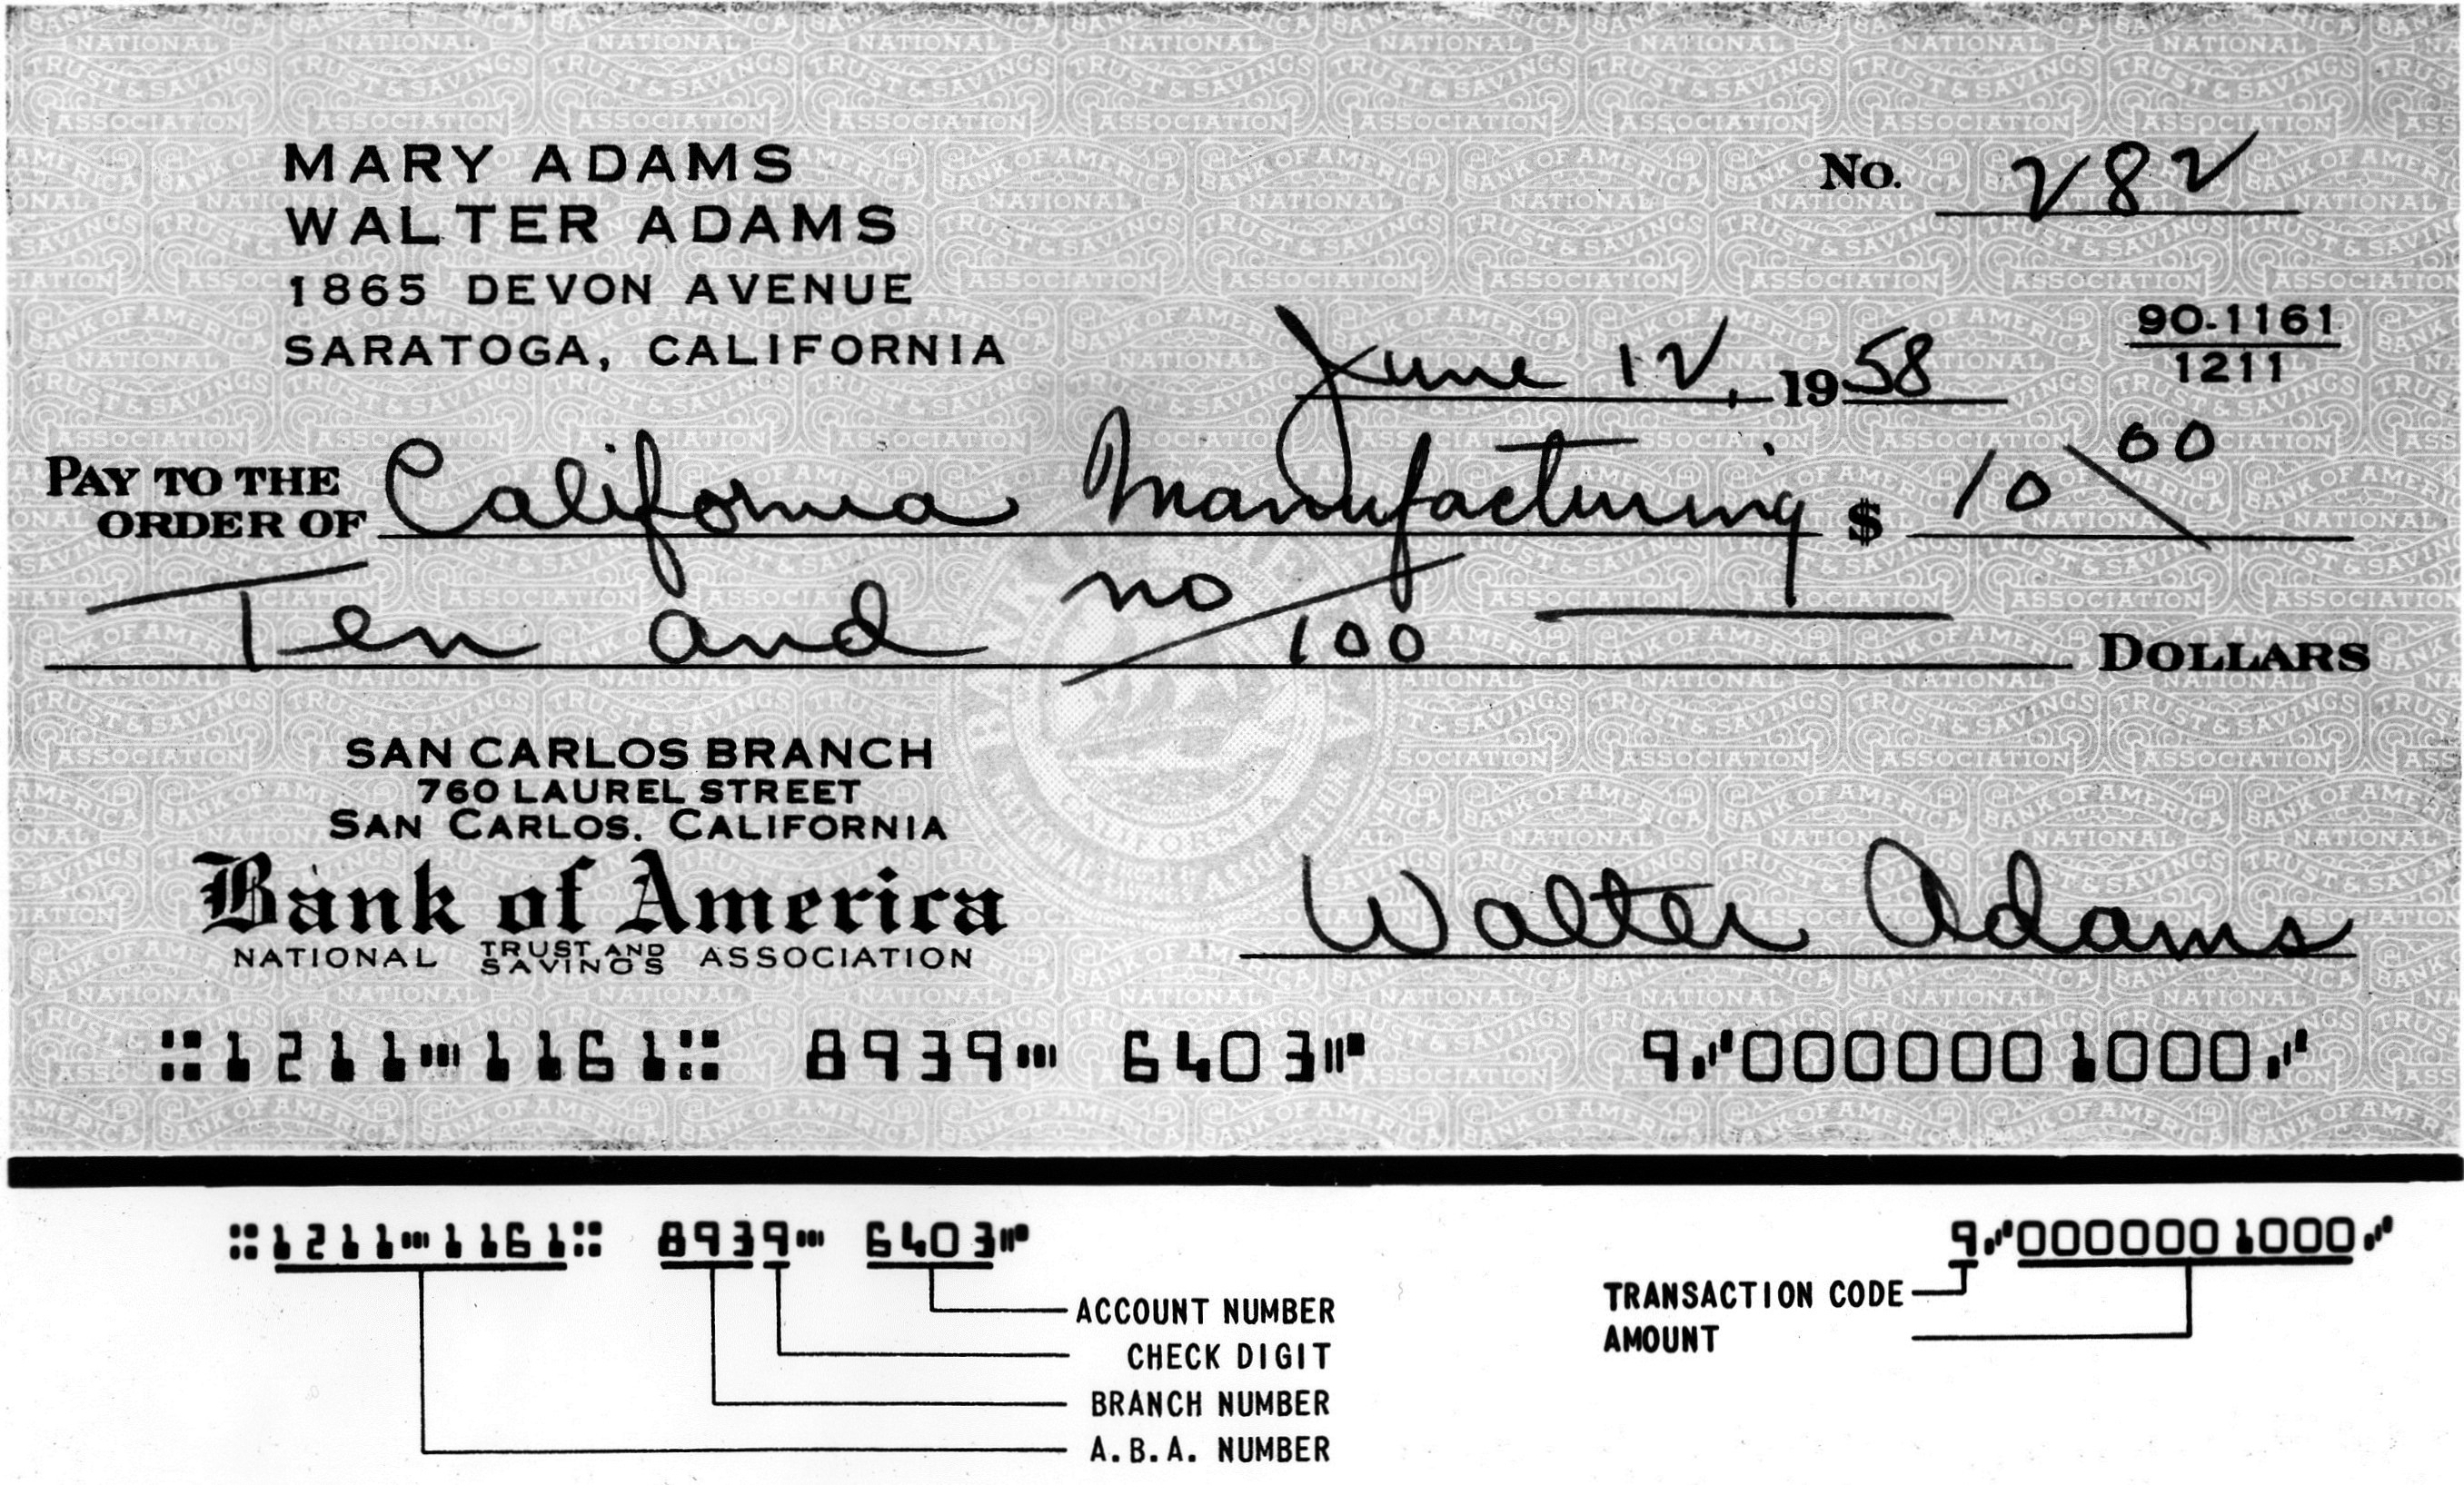 MARY ADAMS
WALTER ADAMS
1865 DEVON AVENUE
SARATOGA, CALIFORNIA
No. 282
June 12, 1958
90-1161
1211
PAY TO THE
ORDER OF California Manufacturing $ 10 00
Ten and no/100 DOLLARS
SAN CARLOS BRANCH
760 LAUREL STREET
SAN CARLOS, CALIFORNIA
Bank of America
NATIONAL TRUST AND SAVINGS ASSOCIATION
Walter Adams
⑆1211⑉1161⑆ 8939⑉ 6403⑈ 9⑇0000001000⑇
⑆1211⑉1161⑆ 8939⑉ 6403⑈ 9⑇0000001000⑇
ACCOUNT NUMBER
CHECK DIGIT
BRANCH NUMBER
A.B.A. NUMBER
TRANSACTION CODE
AMOUNT